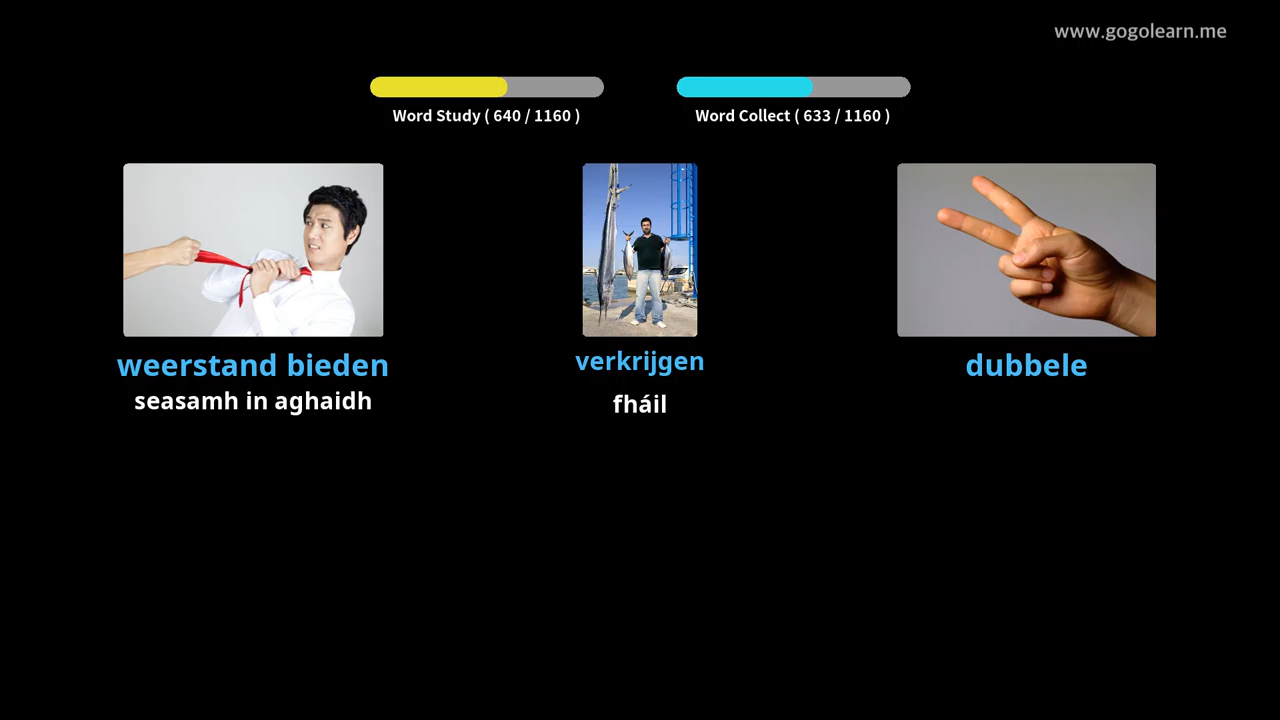 www.gogolearn.me
Word Study ( 640 / 1160 )
Word Collect ( 633 / 1160 )
weerstand bieden
seasamh in aghaidh
verkrijgen
fháil
dubbele